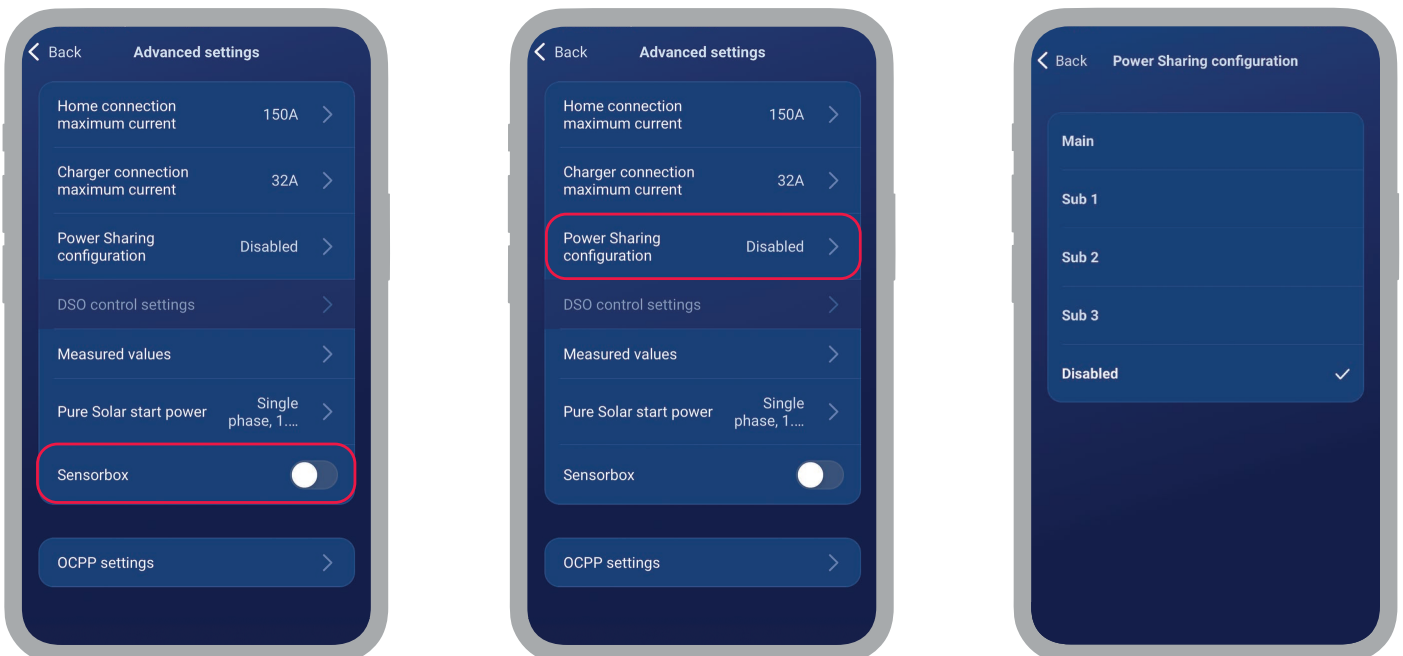 Back Advanced settings
Home connection
maximum current 150A
Charger connection
maximum current 32A
Power Sharing
configuration Disabled
DSO control settings
Measured values
Pure Solar start power Single
phase, 1....
Sensorbox
OCPP settings
Back Advanced settings
Home connection
maximum current 150A
Charger connection
maximum current 32A
Power Sharing
configuration Disabled
DSO control settings
Measured values
Pure Solar start power Single
phase, 1....
Sensorbox
OCPP settings
Back Power Sharing configuration
Main
Sub 1
Sub 2
Sub 3
Disabled